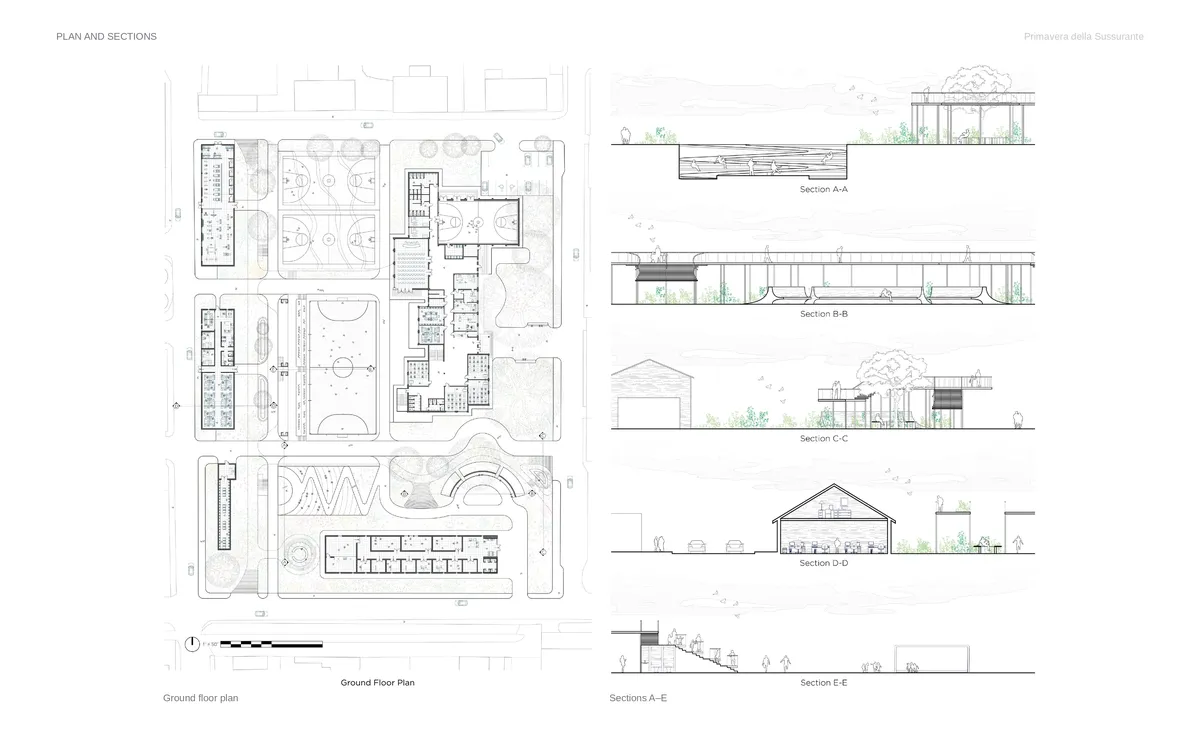 PLAN AND SECTIONS
Primavera della Sussurante
Section A-A
Section B-B
Section C-C
Section D-D
Section E-E
Ground Floor Plan
Ground floor plan
Sections A–E